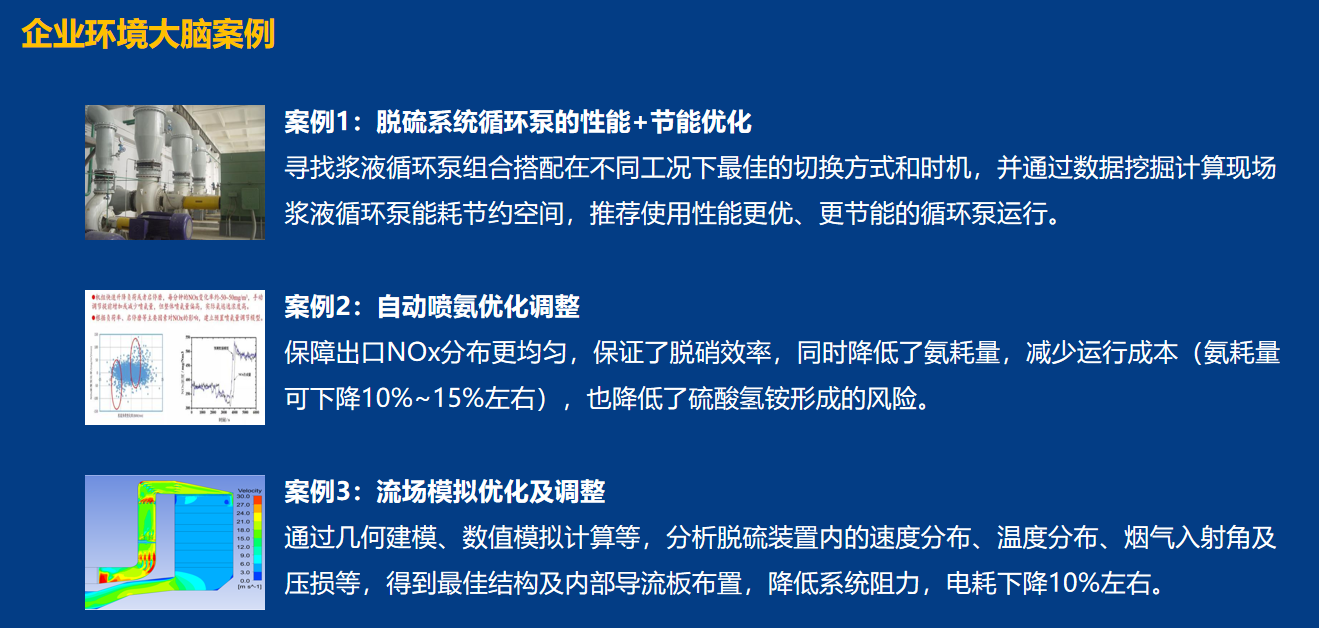 企业环境大脑案例
案例1：脱硫系统循环泵的性能+节能优化
寻找浆液循环泵组合搭配在不同工况下最佳的切换方式和时机，并通过数据挖掘计算现场
浆液循环泵能耗节约空间，推荐使用性能更优、更节能的循环泵运行。
案例2：自动喷氨优化调整
保障出口NOx分布更均匀，保证了脱硝效率，同时降低了氨耗量，减少运行成本（氨耗量
可下降10%~15%左右），也降低了硫酸氢铵形成的风险。
案例3：流场模拟优化及调整
通过几何建模、数值模拟计算等，分析脱硫装置内的速度分布、温度分布、烟气入射角及
压损等，得到最佳结构及内部导流板布置，降低系统阻力，电耗下降10%左右。
Velocity
30.0
27.0
24.0
21.0
18.0
15.0
12.0
9.0
6.0
3.0
0.0
[m s^-1]